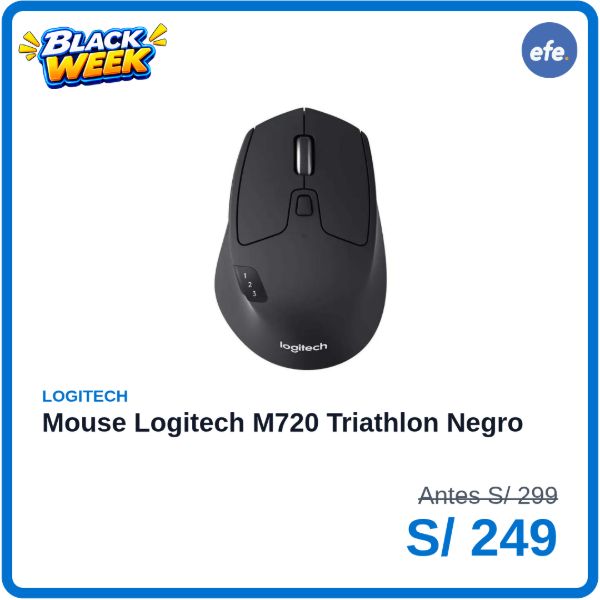 BLACK
WEEK
efe.
1
2
3
logitech
LOGITECH
Mouse Logitech M720 Triathlon Negro
Antes S/ 299
S/ 249